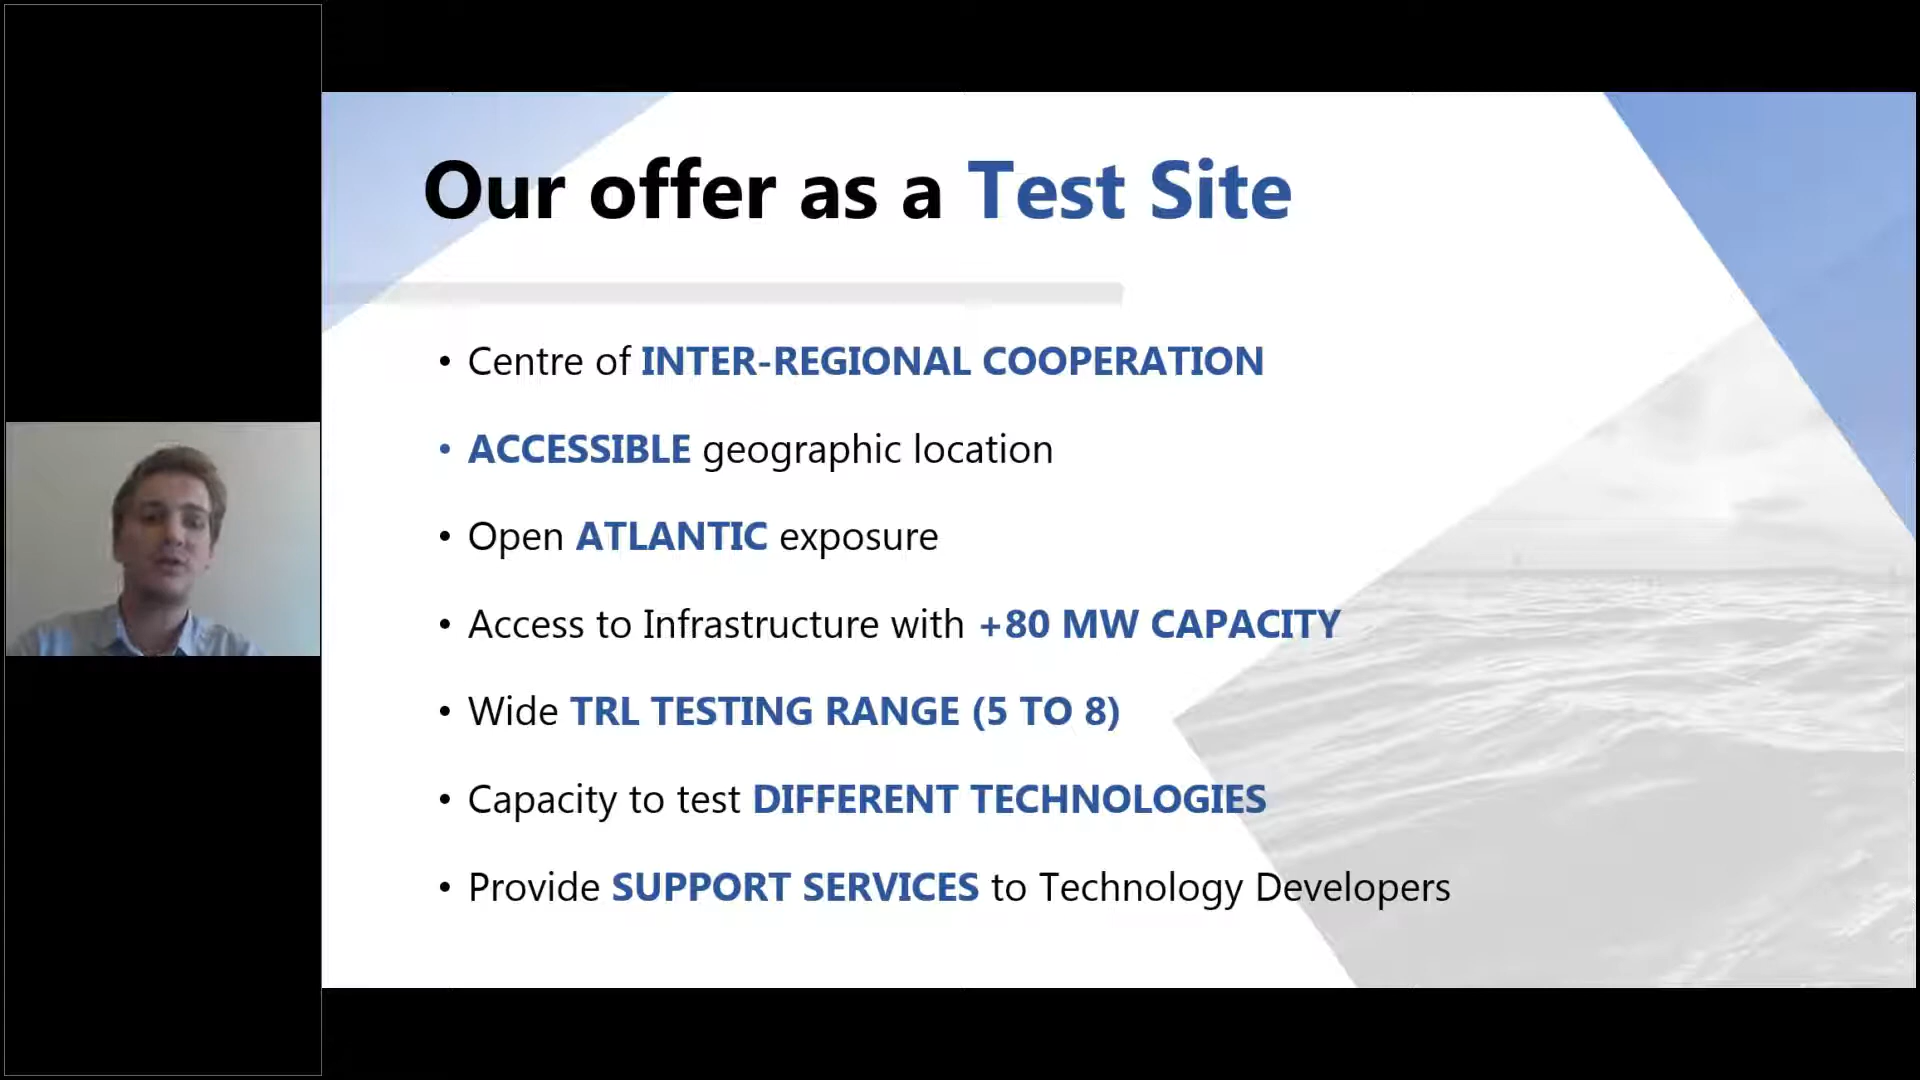 Our offer as a Test Site
• Centre of INTER-REGIONAL COOPERATION
• ACCESSIBLE geographic location
• Open ATLANTIC exposure
• Access to Infrastructure with +80 MW CAPACITY
• Wide TRL TESTING RANGE (5 TO 8)
• Capacity to test DIFFERENT TECHNOLOGIES
• Provide SUPPORT SERVICES to Technology Developers